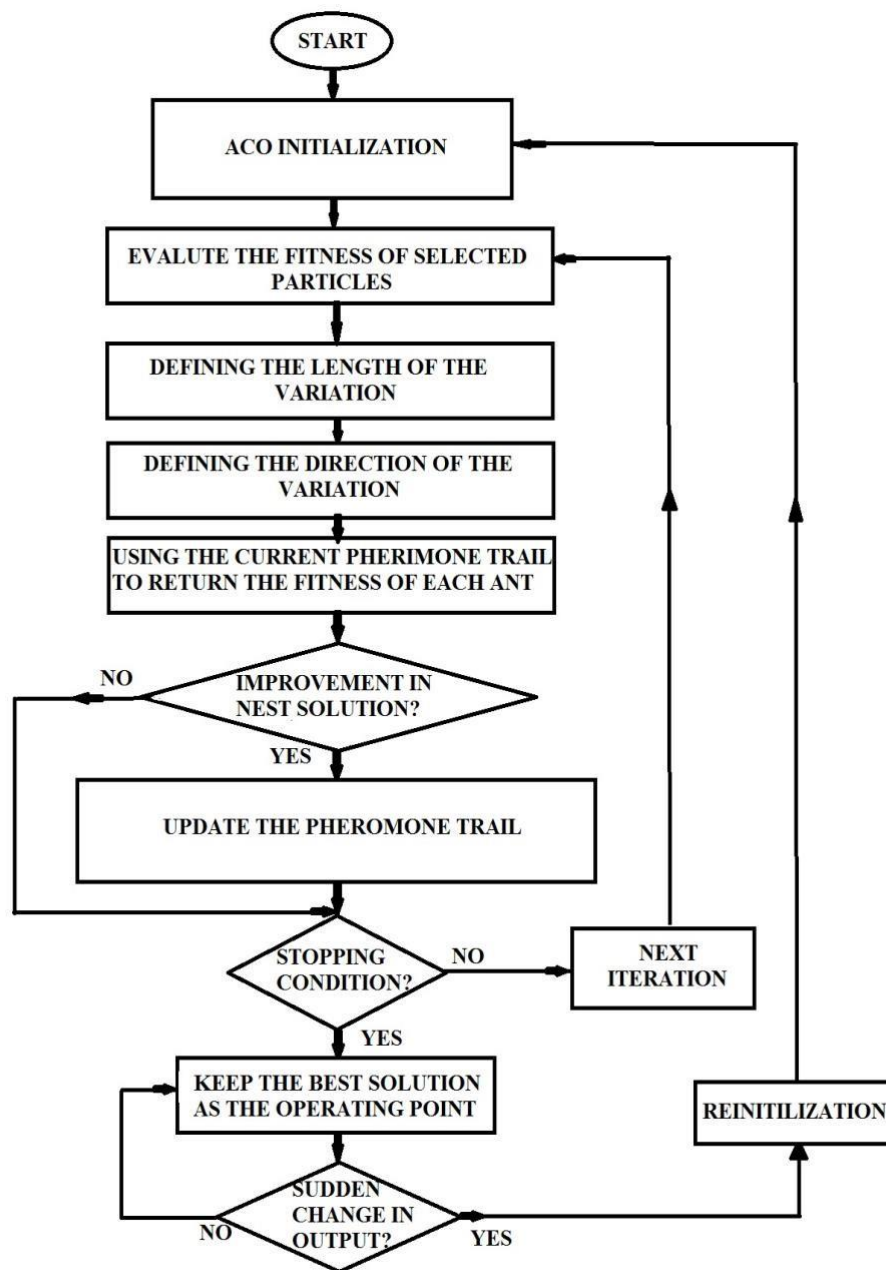 START
ACO INITIALIZATION
EVALUTE THE FITNESS OF SELECTED
PARTICLES
DEFINING THE LENGTH OF THE
VARIATION
DEFINING THE DIRECTION OF THE
VARIATION
USING THE CURRENT PHERIMONE TRAIL
TO RETURN THE FITNESS OF EACH ANT
NO
IMPROVEMENT IN
NEST SOLUTION?
YES
UPDATE THE PHEROMONE TRAIL
STOPPING
CONDITION?
NO
NEXT
ITERATION
YES
KEEP THE BEST SOLUTION
AS THE OPERATING POINT
REINITILIZATION
SUDDEN
CHANGE IN
OUTPUT?
NO
YES